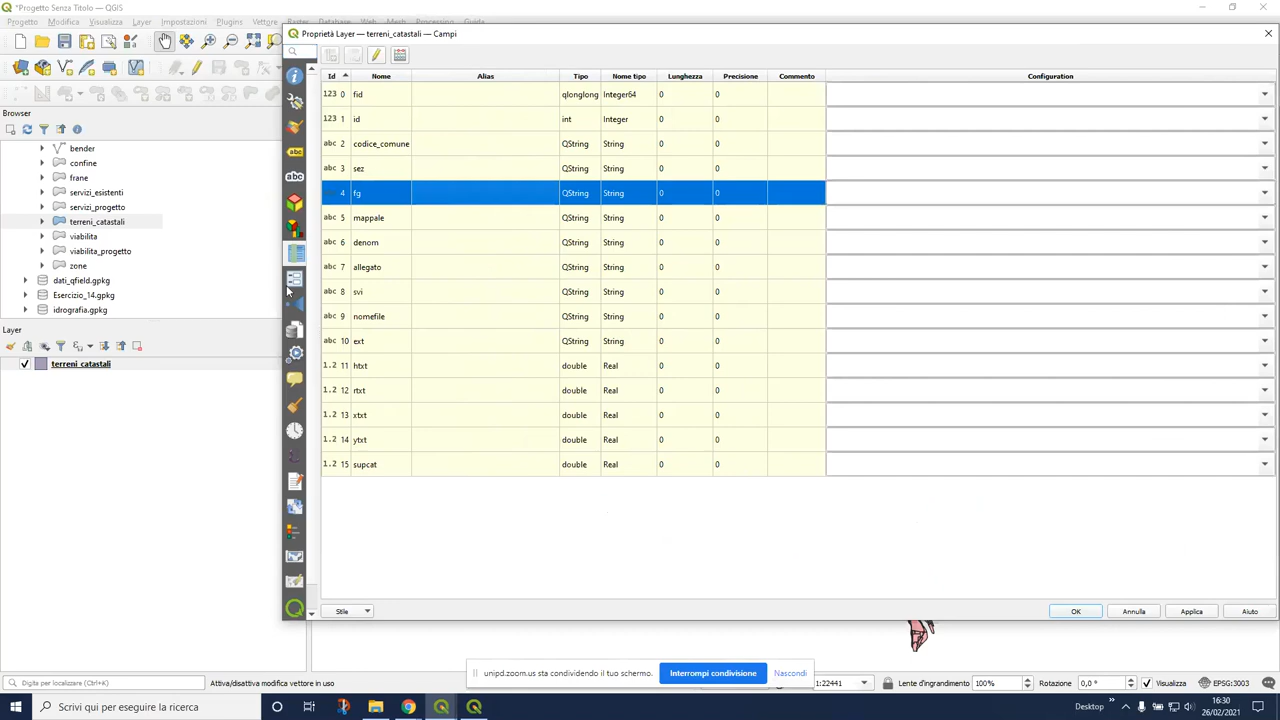 *Progetto Senza Titolo — QGIS
Progetto Modifica Visualizza Layer Impostazioni Plugins Vettore Raster Database Web Mesh Processing Guida
Proprietà Layer — terreni_catastali — Campi
Browser
bender
confine
frane
servizi_esistenti
servizi_progetto
terreni_catastali
viabilita
viabilita_progetto
zone
dati_qfield.gpkg
Esercizio_14.gpkg
idrografia.gpkg
Layer
terreni_catastali
Id Nome Alias Tipo Nome tipo Lunghezza Precisione Commento Configuration
123 0 fid qlonglong Integer64 0 0
123 1 id int Integer 0 0
abc 2 codice_comune QString String 0 0
abc 3 sez QString String 0 0
4 fg QString String 0 0
abc 5 mappale QString String 0 0
abc 6 denom QString String 0 0
abc 7 allegato QString String 0 0
abc 8 svi QString String 0 0
abc 9 nomefile QString String 0 0
abc 10 ext QString String 0 0
1.2 11 htxt double Real 0 0
1.2 12 rtxt double Real 0 0
1.2 13 xtxt double Real 0 0
1.2 14 ytxt double Real 0 0
1.2 15 supcat double Real 0 0
Stile OK Annulla Applica Aiuto
unipd.zoom.us sta condividendo il tuo schermo. Interrompi condivisione Nascondi
Digita per localizzare (Ctrl+K) Attiva/disattiva modifica vettore in uso 1:22441 Lente d'ingrandimento 100% Rotazione 0,0 ° Visualizza EPSG:3003
Scrivi qui per eseguire la ricerca Desktop 16:30
26/02/2021